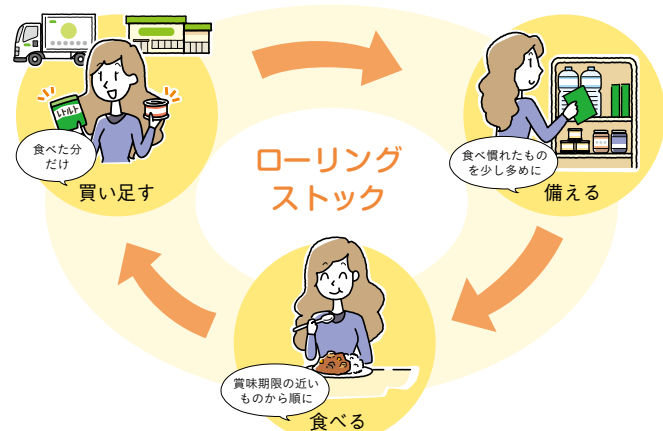 ローリング
ストック
食べ慣れたもの
を少し多めに
備える
賞味期限の近い
ものから順に
食べる
レトルト
食べた分
だけ
買い足す